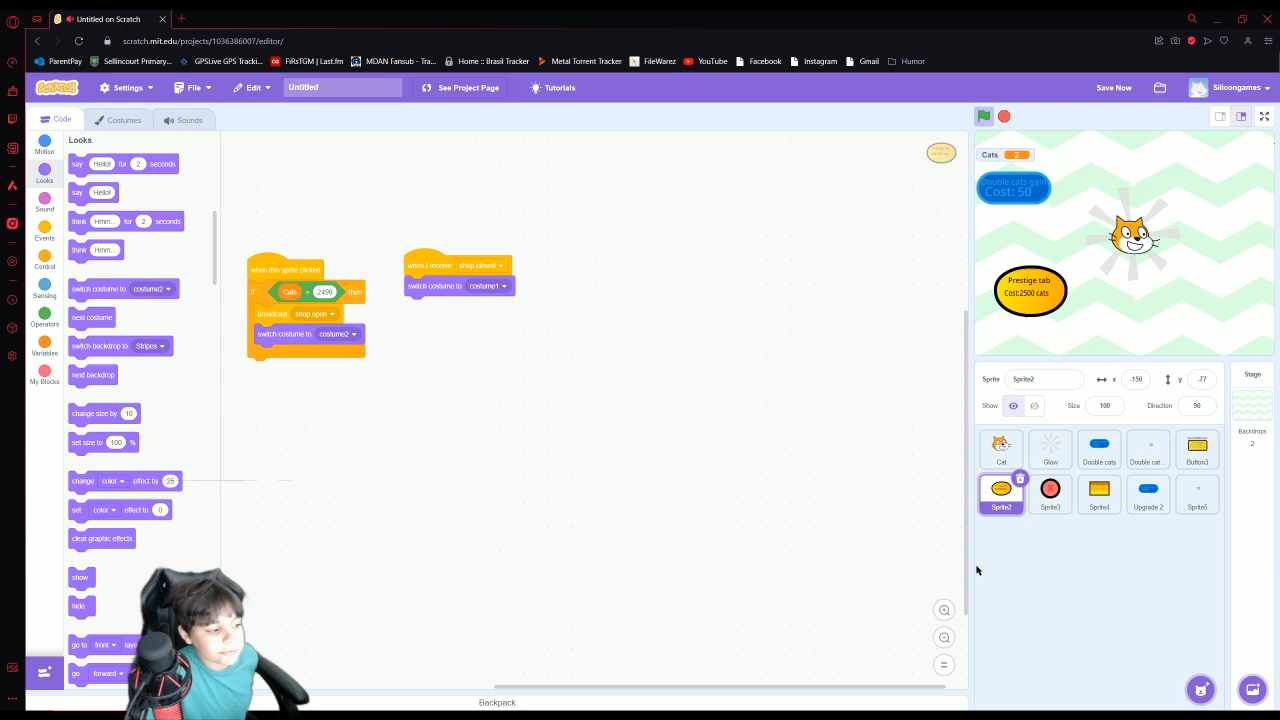 Untitled on Scratch
scratch.mit.edu/projects/1036386007/editor/
ParentPay
Sellincourt Primary...
GPSLive GPS Tracki...
FiRsTGM | Last.fm
MDAN Fansub - Tra...
Home :: Brasil Tracker
Metal Torrent Tracker
FileWarez
YouTube
Facebook
Instagram
Gmail
Humor
SCRATCH
Settings
File
Edit
Untitled
See Project Page
Tutorials
Save Now
Silicongames
Code
Costumes
Sounds
Motion
Looks
Sound
Events
Control
Sensing
Operators
Variables
My Blocks
Looks
say Hello! for 2 seconds
say Hello!
think Hmm... for 2 seconds
think Hmm...
switch costume to costume2
next costume
switch backdrop to Stripes
next backdrop
change size by 10
set size to 100 %
change color effect by 25
set color effect to 0
clear graphic effects
show
hide
go to front
go forward
when this sprite clicked
if Cats > 2499 then
broadcast shop open
switch costume to costume2
when I receive shop closed
switch costume to costume1
Backpack
Cats 2
Double cats gain
Cost: 50
Prestige tab
Cost:2500 cats
Sprite Sprite2 x -150 y -77
Show Size 100 Direction 90
Cat
Glow
Double cats
Double cat...
Button3
Sprite2
Sprite3
Sprite4
Upgrade 2
Sprite5
Stage
Backdrops
2